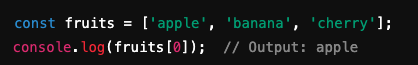 const fruits = ['apple', 'banana', 'cherry'];
console.log(fruits[0]);  // Output: apple